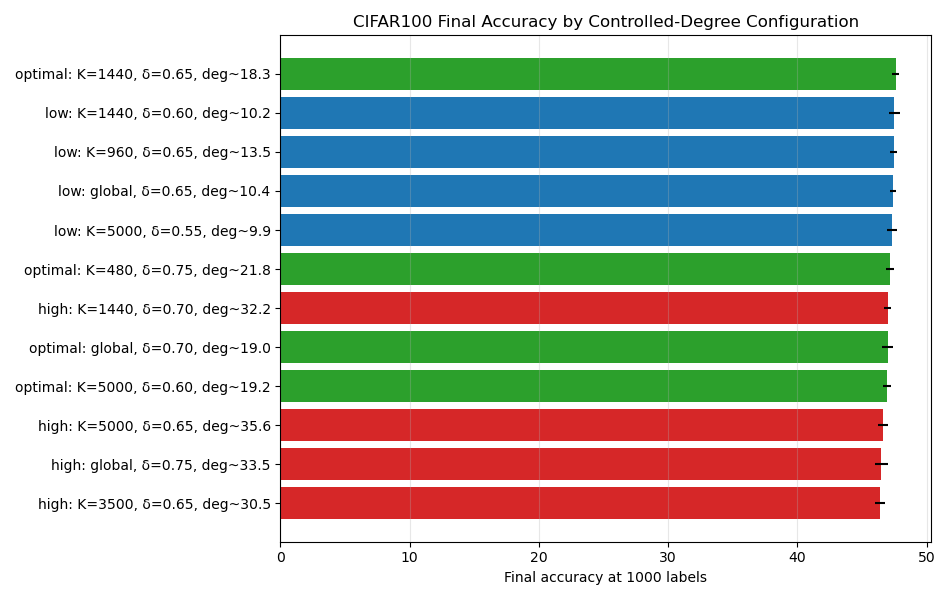 CIFAR100 Final Accuracy by Controlled-Degree Configuration
optimal: K=1440, δ=0.65, deg~18.3
low: K=1440, δ=0.60, deg~10.2
low: K=960, δ=0.65, deg~13.5
low: global, δ=0.65, deg~10.4
low: K=5000, δ=0.55, deg~9.9
optimal: K=480, δ=0.75, deg~21.8
high: K=1440, δ=0.70, deg~32.2
optimal: global, δ=0.70, deg~19.0
optimal: K=5000, δ=0.60, deg~19.2
high: K=5000, δ=0.65, deg~35.6
high: global, δ=0.75, deg~33.5
high: K=3500, δ=0.65, deg~30.5
0 10 20 30 40 50
Final accuracy at 1000 labels